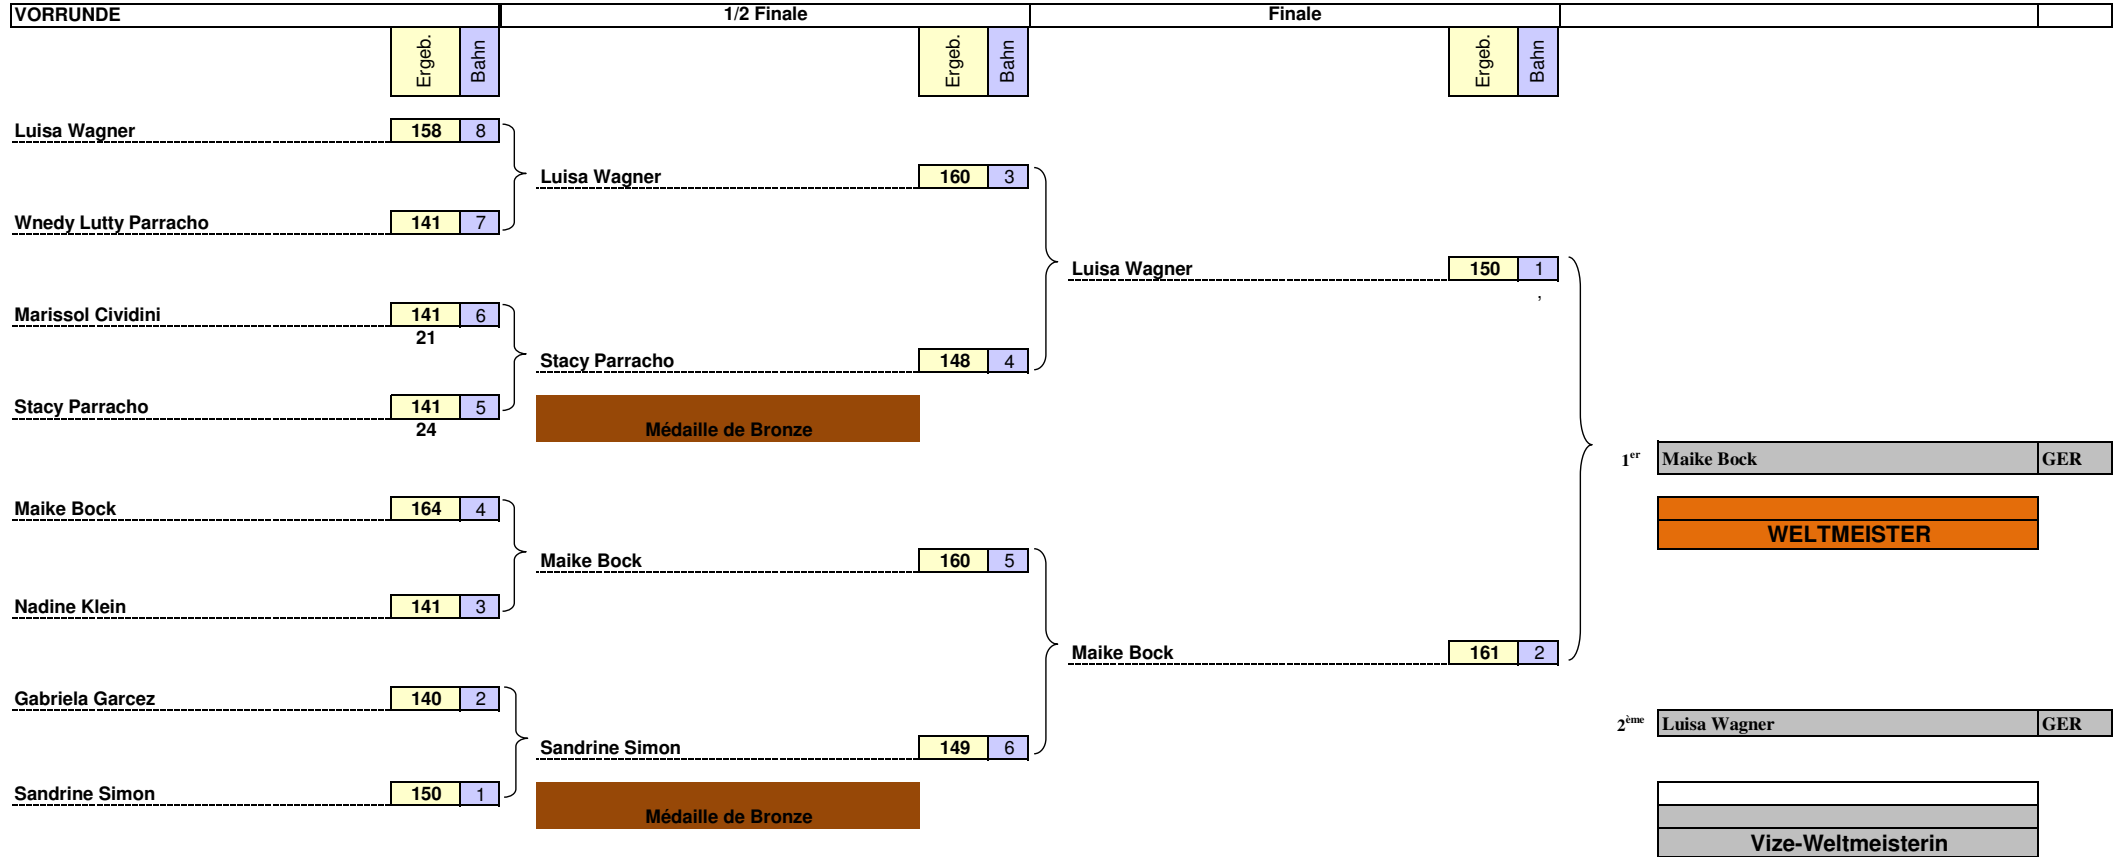 VORRUNDE 1/2 Finale Finale
Ergeb. Bahn Ergeb. Bahn Ergeb. Bahn
Luisa Wagner 158 8
Luisa Wagner 160 3
Wnedy Lutty Parracho 141 7
Luisa Wagner 150 1
,
Marissol Cividini 141 6
21
Stacy Parracho 148 4
Stacy Parracho 141 5
24 Médaille de Bronze
1er Maike Bock GER
Maike Bock 164 4
WELTMEISTER
Maike Bock 160 5
Nadine Klein 141 3
Maike Bock 161 2
Gabriela Garcez 140 2
2ème Luisa Wagner GER
Sandrine Simon 149 6
Sandrine Simon 150 1
Médaille de Bronze
Vize-Weltmeisterin